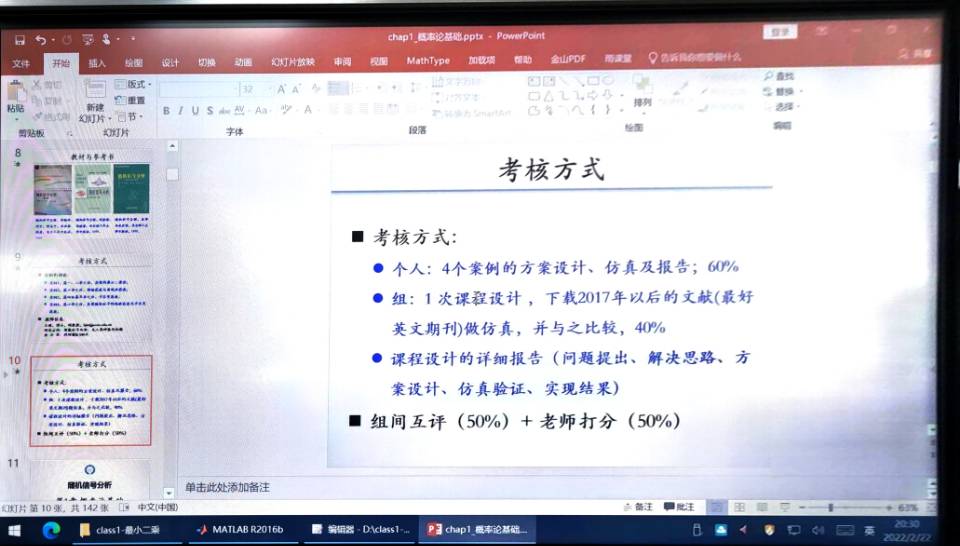 chap1_概率论基础.pptx - PowerPoint
登录
文件 开始 插入 绘图 设计 切换 动画 幻灯片放映 审阅 视图 MathType 加载项 帮助 金山PDF 雨课堂 告诉我你想要做什么 共享
粘贴 剪切 复制 格式刷 新建 幻灯片 版式 重置 节 32
B I U S abc AV Aa A 文字方向 对齐文本 转换为 SmartArt 排列 查找 替换 选择
剪贴板 幻灯片 字体 段落 绘图 编辑
8
教材与参考书
9
考核方式
10
考核方式
11
随机信号分析
考核方式
考核方式：
个人：4个案例的方案设计、仿真及报告；60%
组：1 次课程设计，下载2017年以后的文献(最好
英文期刊)做仿真，并与之比较，40%
课程设计的详细报告（问题提出、解决思路、方
案设计、仿真验证、实现结果）
组间互评（50%）+ 老师打分（50%）
单击此处添加备注
幻灯片 第 10 张，共 142 张 中文(中国) 备注 批注 63%
class1-最小二乘 MATLAB R2016b 编辑器 - D:\class1-... chap1_概率论基础... 英 20:30
2022/2/22